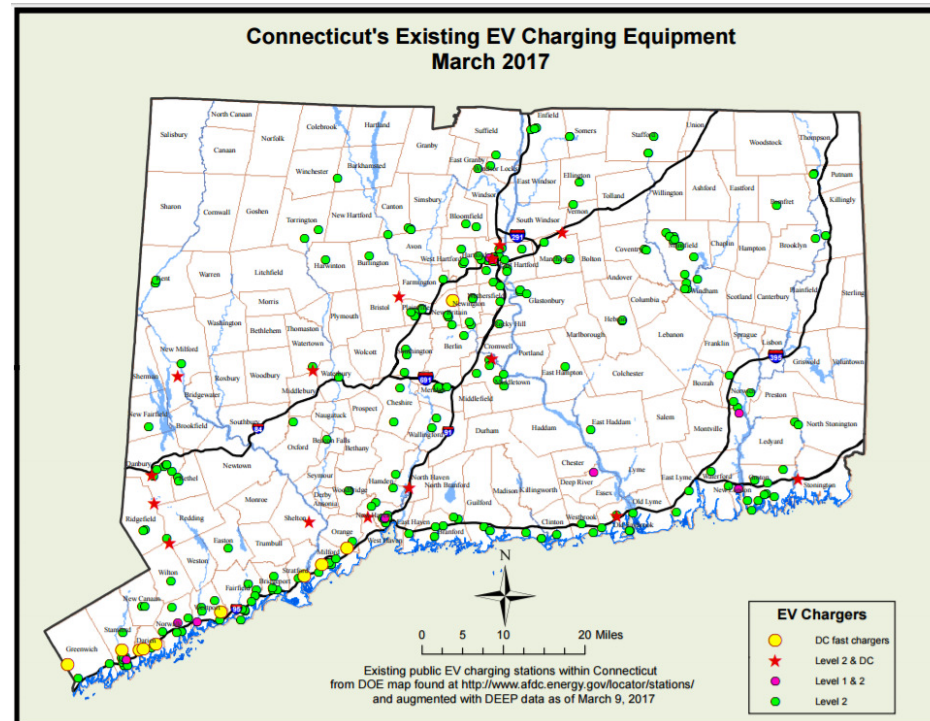 Connecticut's Existing EV Charging Equipment
March 2017
North Canaan
Colebrook
Hartland
Suffield
Enfield
Somers
Stafford
Union
Thompson
Salisbury
Canaan
Norfolk
Granby
Woodstock
Winchester
Barkhamsted
East Granby
East Windsor
Ellington
Willington
Ashford
Eastford
Putnam
Sharon
Cornwall
Goshen
New Hartford
Canton
Simsbury
Windsor
Tolland
Vernon
Killingly
Torrington
Bloomfield
South Windsor
291
Chaplin
Hampton
Brooklyn
Kent
Warren
Litchfield
Harwinton
Burlington
Farmington
West Hartford
Manchester
Bolton
Coventry
Andover
Windham
Scotland
Canterbury
Plainfield
Sterling
Washington
Morris
Bethlehem
Thomaston
Plymouth
Bristol
New Britain
Newington
Wethersfield
Glastonbury
Columbia
Hebron
Rocky Hill
Marlborough
Lebanon
Franklin
Sprague
Lisbon
395
Griswold
Voluntown
New Milford
Watertown
Wolcott
Berlin
Cromwell
Portland
Sherman
Roxbury
Woodbury
Waterbury
Bridgewater
Middlebury
Southington
691
East Hampton
Colchester
Bozrah
Norwich
Preston
New Fairfield
Brookfield
Southbury
84
Naugatuck
Prospect
Cheshire
Middletown
Middlefield
Oxford
Beacon Falls
Bethany
Wallingford
91
Durham
Haddam
East Haddam
Salem
Montville
Ledyard
North Stonington
Danbury
Bethel
Newtown
Seymour
Woodbridge
Hamden
North Haven
North Branford
Chester
Deep River
Lyme
East Lyme
Waterford
Groton
Stonington
Monroe
Derby
Ansonia
Guilford
Madison
Killingworth
Essex
Old Lyme
New London
Ridgefield
Redding
Shelton
Orange
West Haven
East Haven
Branford
Clinton
Westbrook
Easton
Trumbull
Milford
Weston
Stratford
Wilton
Fairfield
Bridgeport
New Canaan
Westport
95
Norwalk
Stamford
Darien
Greenwich
N
0 5 10 20 Miles
Existing public EV charging stations within Connecticut
from DOE map found at http://www.afdc.energy.gov/locator/stations/
and augmented with DEEP data as of March 9, 2017
EV Chargers
DC fast chargers
Level 2 & DC
Level 1 & 2
Level 2